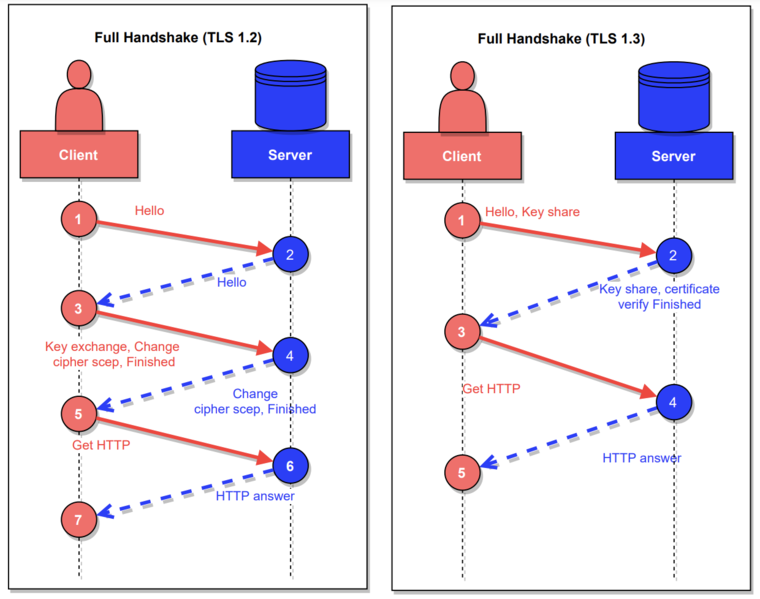 Full Handshake (TLS 1.2)
Client
Server
1
Hello
2
Hello
3
Key exchange, Change
cipher scep, Finished
4
Change
cipher scep, Finished
5
Get HTTP
6
HTTP answer
7
Full Handshake (TLS 1.3)
Client
Server
1
Hello, Key share
2
Key share, certificate
verify Finished
3
Get HTTP
4
HTTP answer
5